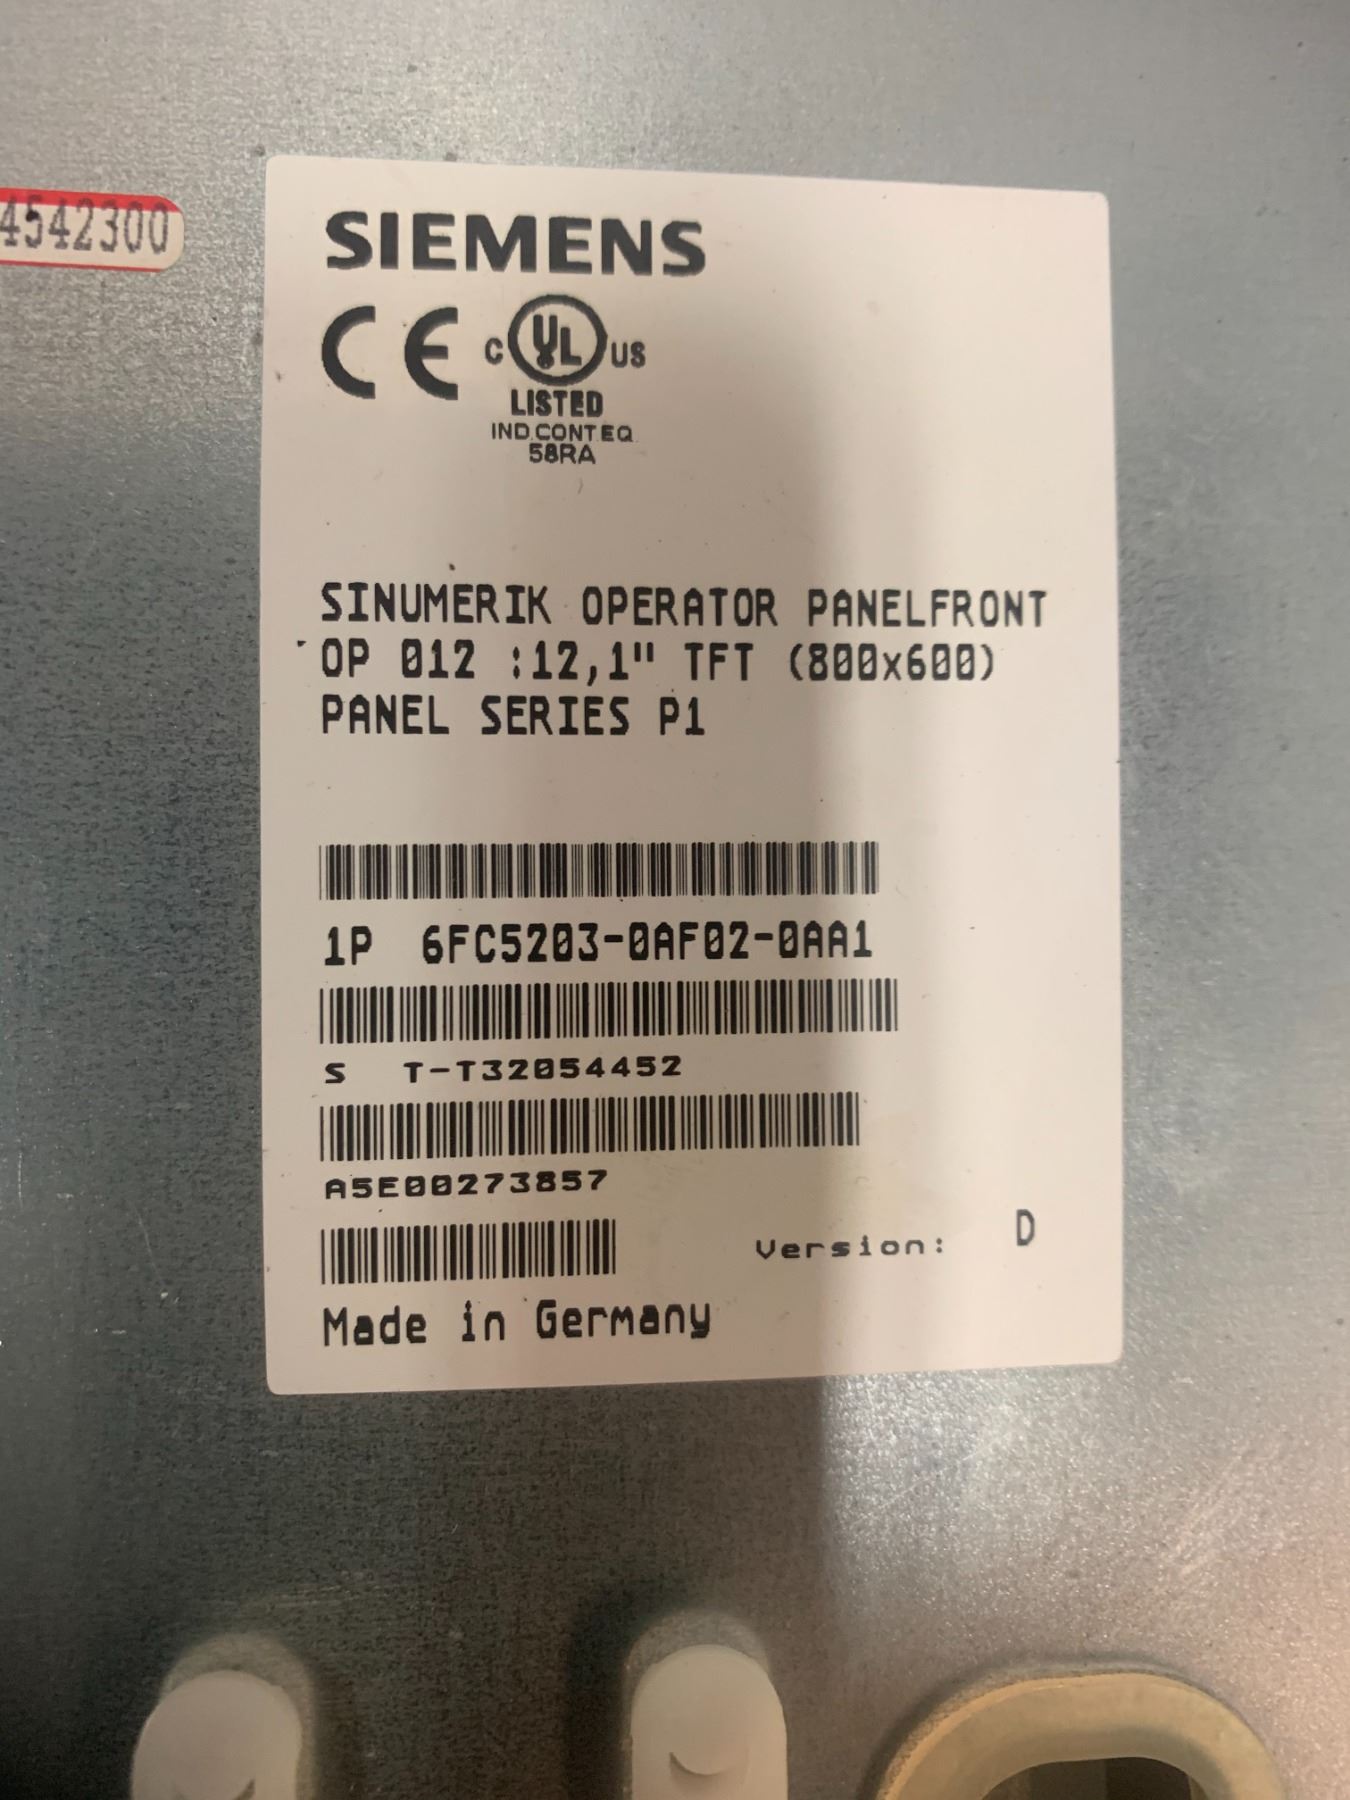 4542300
SIEMENS
CE C UL US
LISTED
IND.CONT.EQ.
58RA
SINUMERIK OPERATOR PANELFRONT
OP 012 :12,1" TFT (800x600)
PANEL SERIES P1
1P 6FC5203-0AF02-0AA1
S T-T32054452
A5E00273857
Version: D
Made in Germany